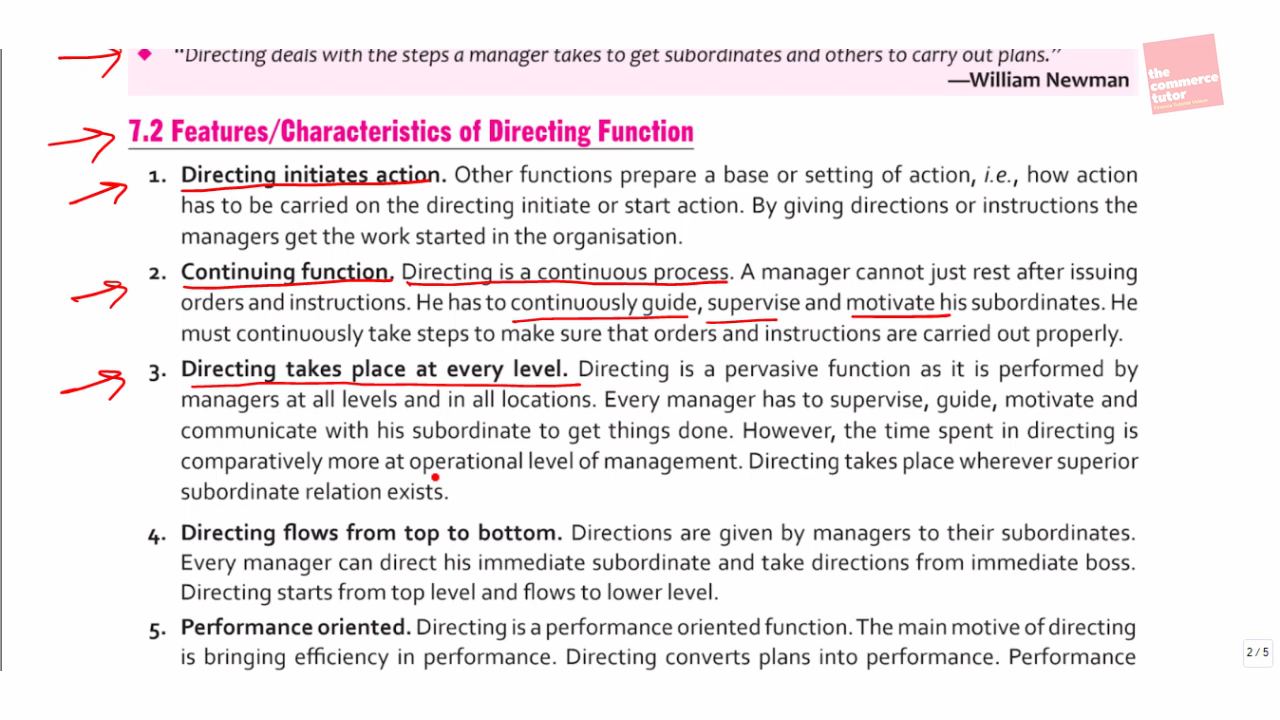 "Directing deals with the steps a manager takes to get subordinates and others to carry out plans."
—William Newman
the
commerce
tutor
7.2 Features/Characteristics of Directing Function
1. Directing initiates action. Other functions prepare a base or setting of action, i.e., how action
has to be carried on the directing initiate or start action. By giving directions or instructions the
managers get the work started in the organisation.
2. Continuing function. Directing is a continuous process. A manager cannot just rest after issuing
orders and instructions. He has to continuously guide, supervise and motivate his subordinates. He
must continuously take steps to make sure that orders and instructions are carried out properly.
3. Directing takes place at every level. Directing is a pervasive function as it is performed by
managers at all levels and in all locations. Every manager has to supervise, guide, motivate and
communicate with his subordinate to get things done. However, the time spent in directing is
comparatively more at operational level of management. Directing takes place wherever superior
subordinate relation exists.
4. Directing flows from top to bottom. Directions are given by managers to their subordinates.
Every manager can direct his immediate subordinate and take directions from immediate boss.
Directing starts from top level and flows to lower level.
5. Performance oriented. Directing is a performance oriented function. The main motive of directing
is bringing efficiency in performance. Directing converts plans into performance. Performance
2 / 5